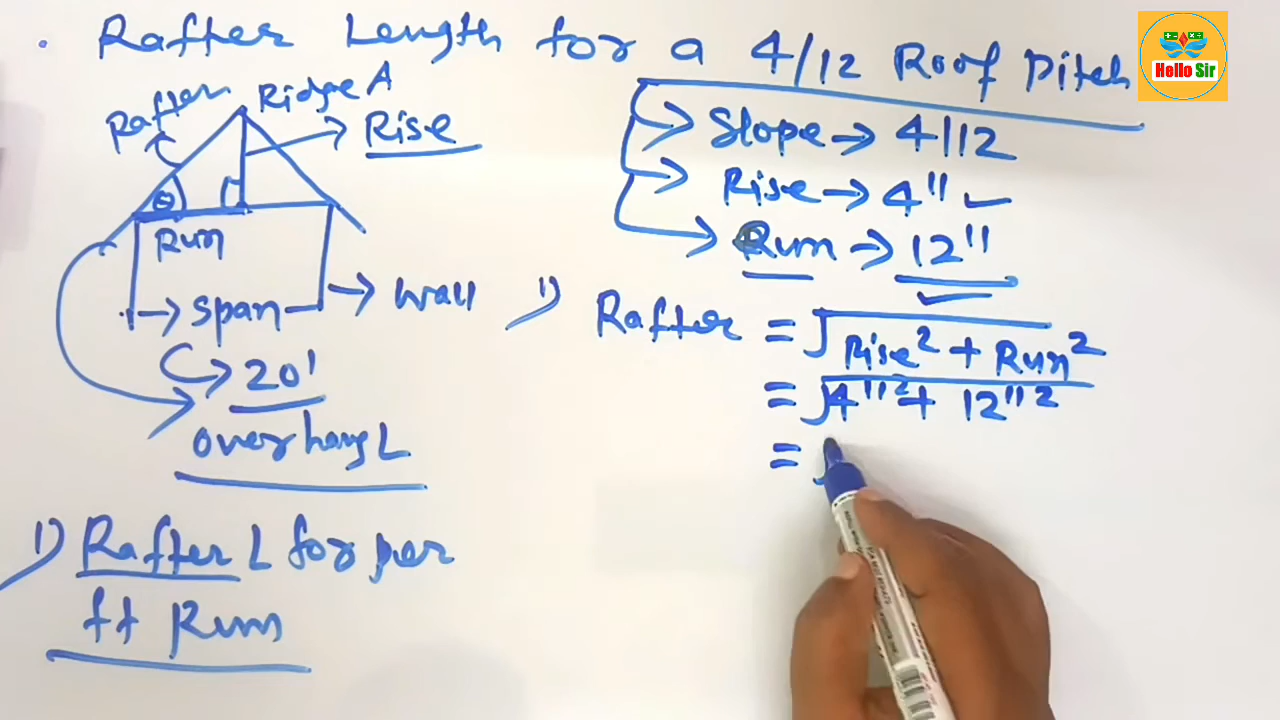 Rafter Length for a 4/12 Roof Pitch
Hello Sir
Rafter
Ridge A
Rise
θ
Run
Span
Wall
20'
overhang L
1) Rafter L for per
ft Run
Slope → 4/12
Rise → 4"
Run → 12"
1) Rafter = √Rise² + Run²
= √4"² + 12"²
= √